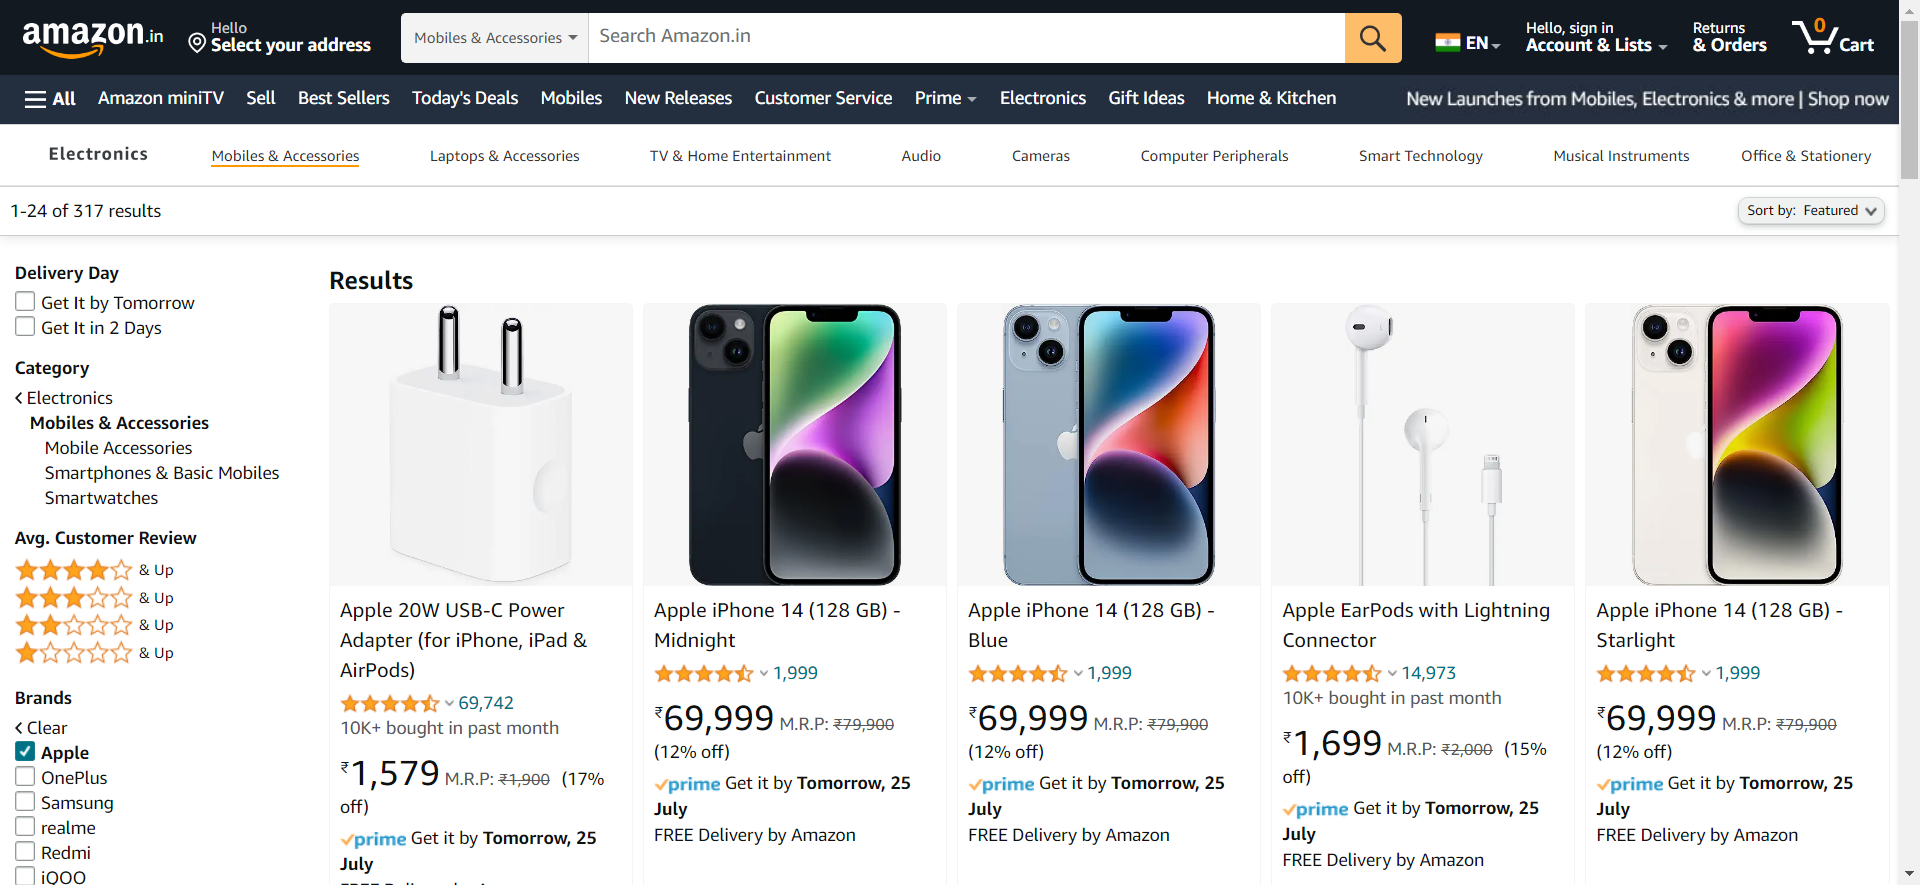 amazon.in
Hello
Select your address
Mobiles & Accessories
Search Amazon.in
EN
Hello, sign in
Account & Lists
Returns
& Orders
0
Cart
All
Amazon miniTV
Sell
Best Sellers
Today's Deals
Mobiles
New Releases
Customer Service
Prime
Electronics
Gift Ideas
Home & Kitchen
New Launches from Mobiles, Electronics & more | Shop now
Electronics
Mobiles & Accessories
Laptops & Accessories
TV & Home Entertainment
Audio
Cameras
Computer Peripherals
Smart Technology
Musical Instruments
Office & Stationery
1-24 of 317 results
Sort by: Featured
Delivery Day
Get It by Tomorrow
Get It in 2 Days
Category
Electronics
Mobiles & Accessories
Mobile Accessories
Smartphones & Basic Mobiles
Smartwatches
Avg. Customer Review
& Up
& Up
& Up
& Up
Brands
Clear
Apple
OnePlus
Samsung
realme
Redmi
iQOO
Results
Apple 20W USB-C Power
Adapter (for iPhone, iPad &
AirPods)
69,742
10K+ bought in past month
₹1,579 M.R.P: ₹1,900 (17%
off)
prime Get it by Tomorrow, 25
July
Apple iPhone 14 (128 GB) -
Midnight
1,999
₹69,999 M.R.P: ₹79,900
(12% off)
prime Get it by Tomorrow, 25
July
FREE Delivery by Amazon
Apple iPhone 14 (128 GB) -
Blue
1,999
₹69,999 M.R.P: ₹79,900
(12% off)
prime Get it by Tomorrow, 25
July
FREE Delivery by Amazon
Apple EarPods with Lightning
Connector
14,973
10K+ bought in past month
₹1,699 M.R.P: ₹2,000 (15%
off)
prime Get it by Tomorrow, 25
July
FREE Delivery by Amazon
Apple iPhone 14 (128 GB) -
Starlight
1,999
₹69,999 M.R.P: ₹79,900
(12% off)
prime Get it by Tomorrow, 25
July
FREE Delivery by Amazon